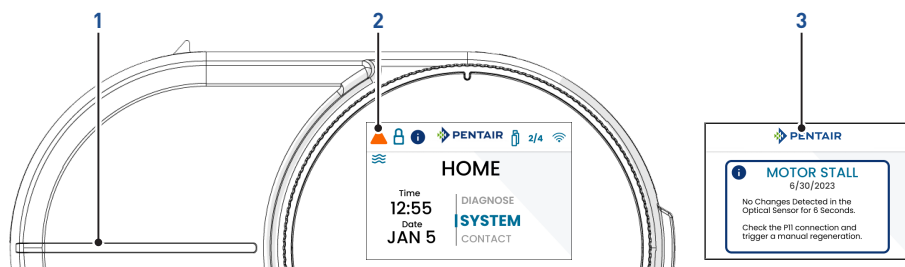 1
2
3
PENTAIR
2/4
HOME
Time
12:55
Date
JAN 5
DIAGNOSE
SYSTEM
CONTACT
PENTAIR
MOTOR STALL
6/30/2023
No Changes Detected in the
Optical Sensor for 6 Seconds.
Check the P11 connection and
trigger a manual regeneration.